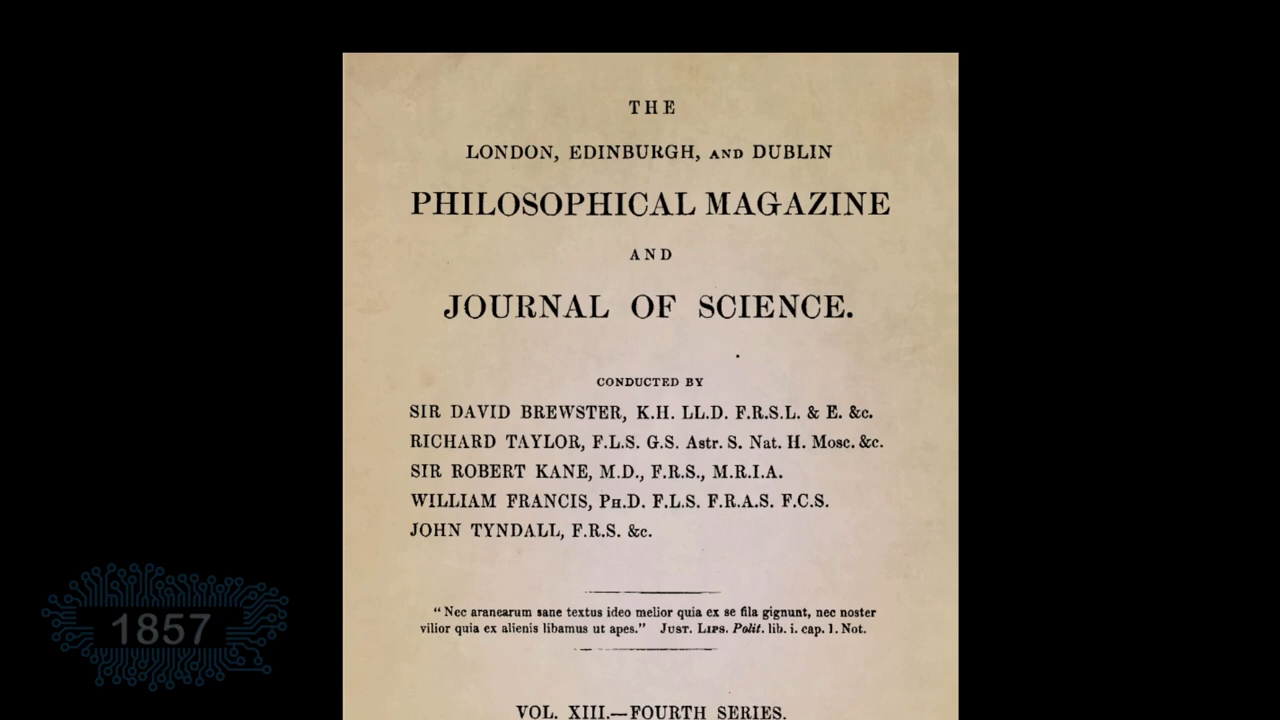 THE
LONDON, EDINBURGH, AND DUBLIN
PHILOSOPHICAL MAGAZINE
AND
JOURNAL OF SCIENCE.
CONDUCTED BY
SIR DAVID BREWSTER, K.H. LL.D. F.R.S.L. & E. &c.
RICHARD TAYLOR, F.L.S. G.S. Astr. S. Nat. H. Mosc. &c.
SIR ROBERT KANE, M.D., F.R.S., M.R.I.A.
WILLIAM FRANCIS, PH.D. F.L.S. F.R.A.S. F.C.S.
JOHN TYNDALL, F.R.S. &c.
“Nec aranearum sane textus ideo melior quia ex se fila gignunt, nec noster
vilior quia ex alienis libamus ut apes.” JUST. LIPS. Polit. lib. i. cap. 1. Not.
VOL. XIII.—FOURTH SERIES.
1857